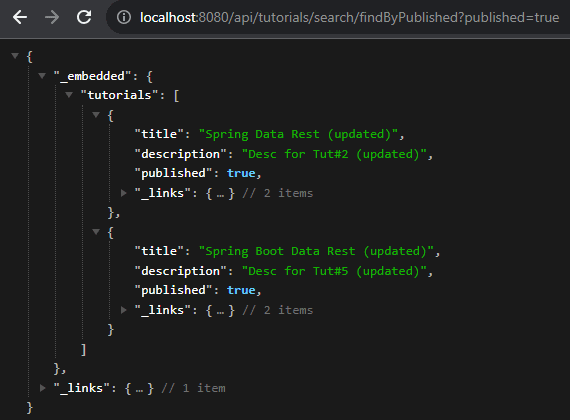 localhost:8080/api/tutorials/search/findByPublished?published=true
{
"_embedded": {
"tutorials": [
{
"title": "Spring Data Rest (updated)",
"description": "Desc for Tut#2 (updated)",
"published": true,
"_links": { … } // 2 items
},
{
"title": "Spring Boot Data Rest (updated)",
"description": "Desc for Tut#5 (updated)",
"published": true,
"_links": { … } // 2 items
}
]
},
"_links": { … } // 1 item
}